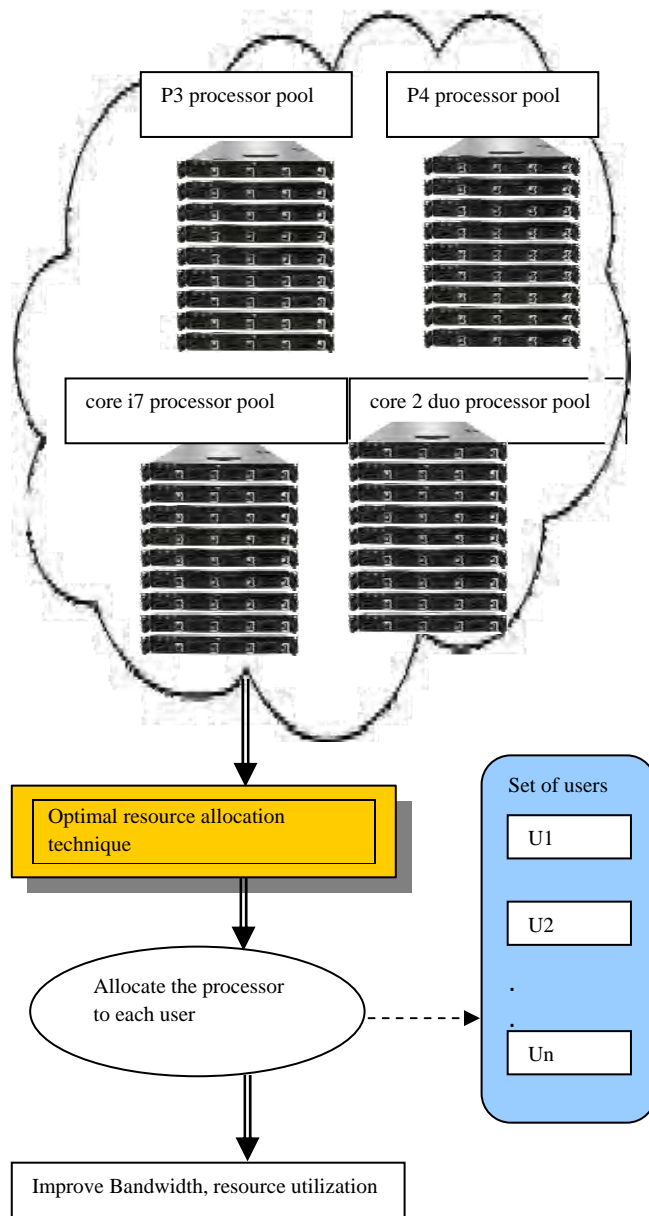 P3 processor pool
P4 processor pool
core i7 processor pool
core 2 duo processor pool
Optimal resource allocation
technique
Set of users
U1
U2
.
.
Un
Allocate the processor
to each user
Improve Bandwidth, resource utilization